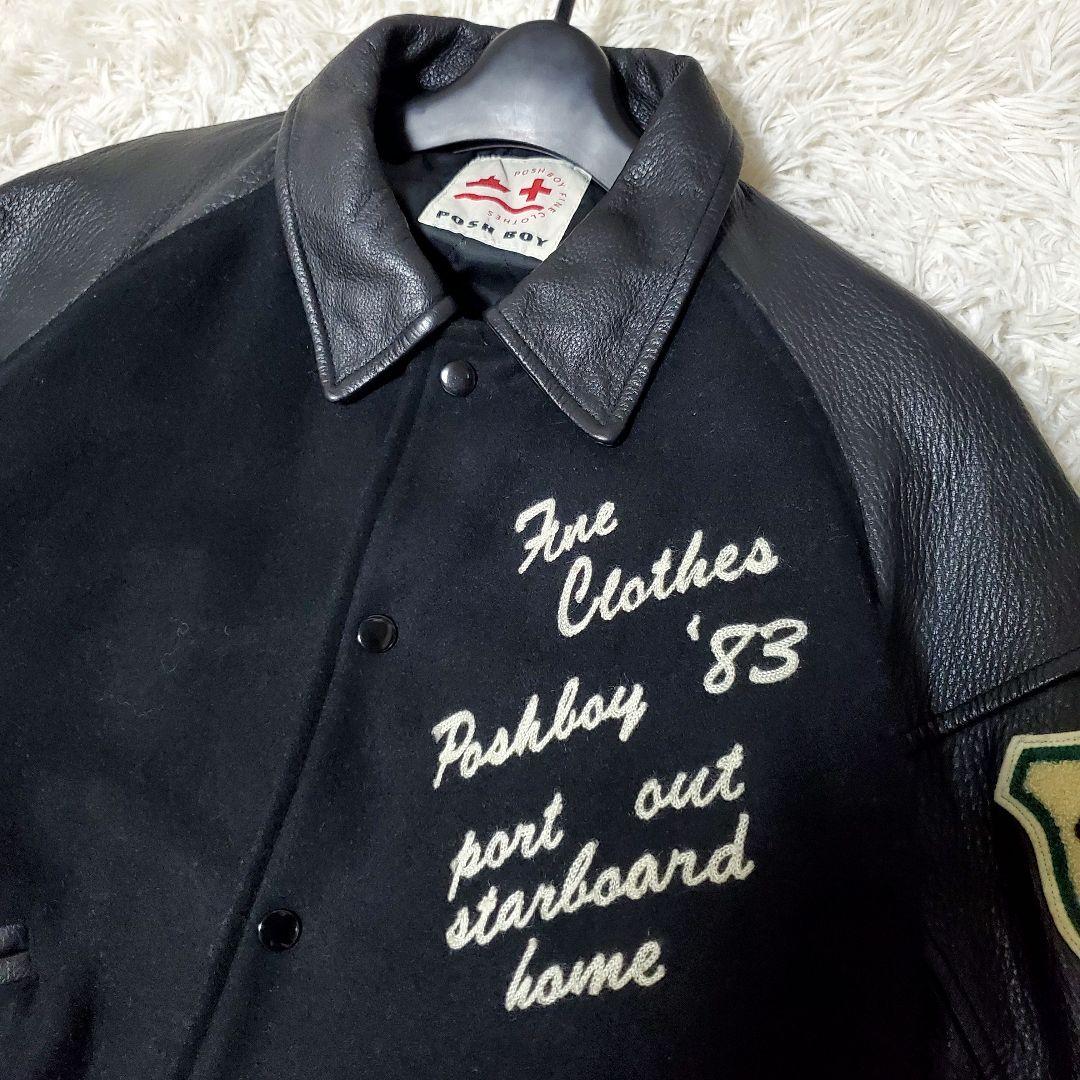 POSHBOY FINE CLOTHES
POSH BOY
Fine
Clothes
'83
Poshboy
port out
starboard
home